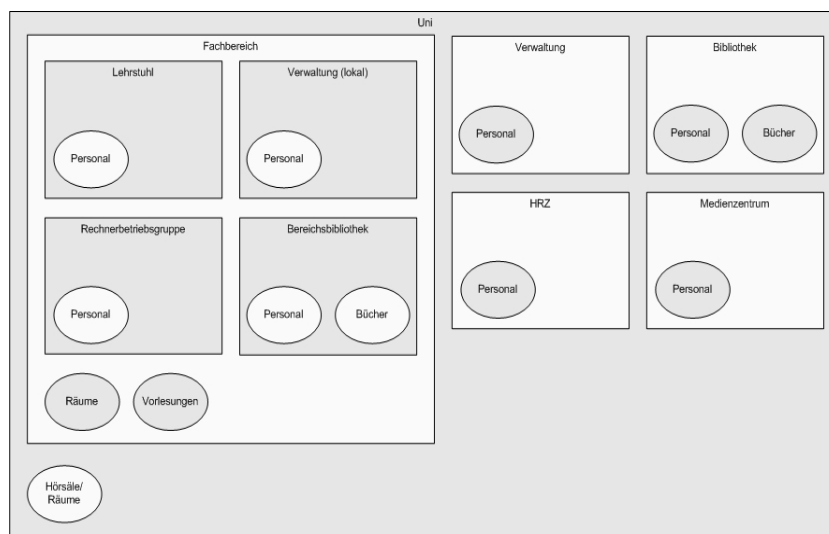 Uni
Fachbereich
Lehrstuhl
Personal
Verwaltung (lokal)
Personal
Rechnerbetriebsgruppe
Personal
Bereichsbibliothek
Personal
Bücher
Räume
Vorlesungen
Verwaltung
Personal
Bibliothek
Personal
Bücher
HRZ
Personal
Medienzentrum
Personal
Hörsäle/
Räume